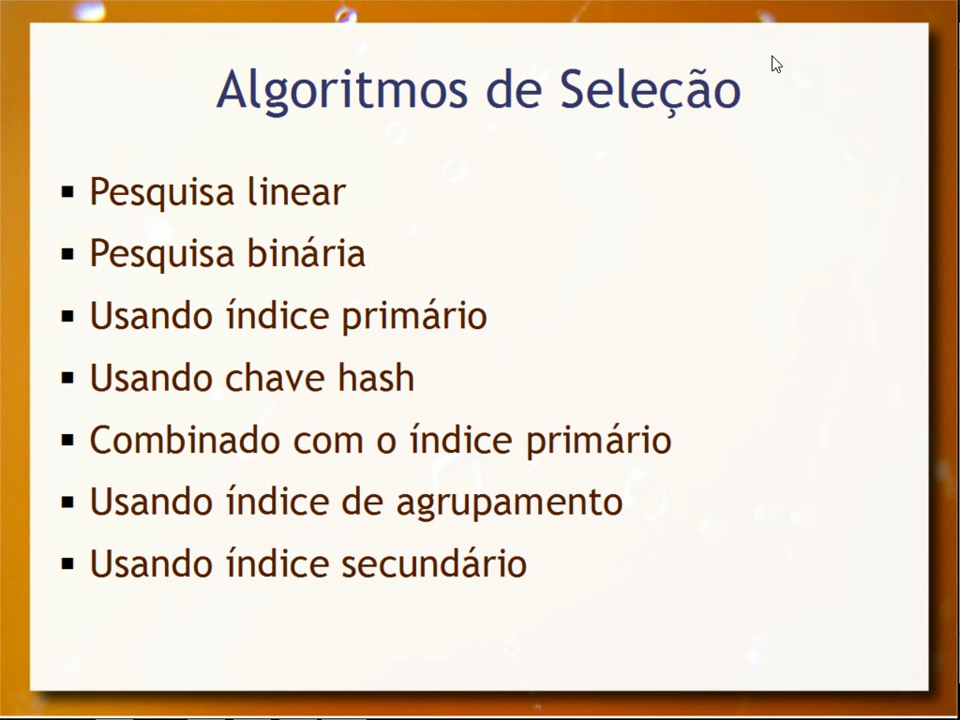 Algoritmos de Seleção
▪ Pesquisa linear
▪ Pesquisa binária
▪ Usando índice primário
▪ Usando chave hash
▪ Combinado com o índice primário
▪ Usando índice de agrupamento
▪ Usando índice secundário